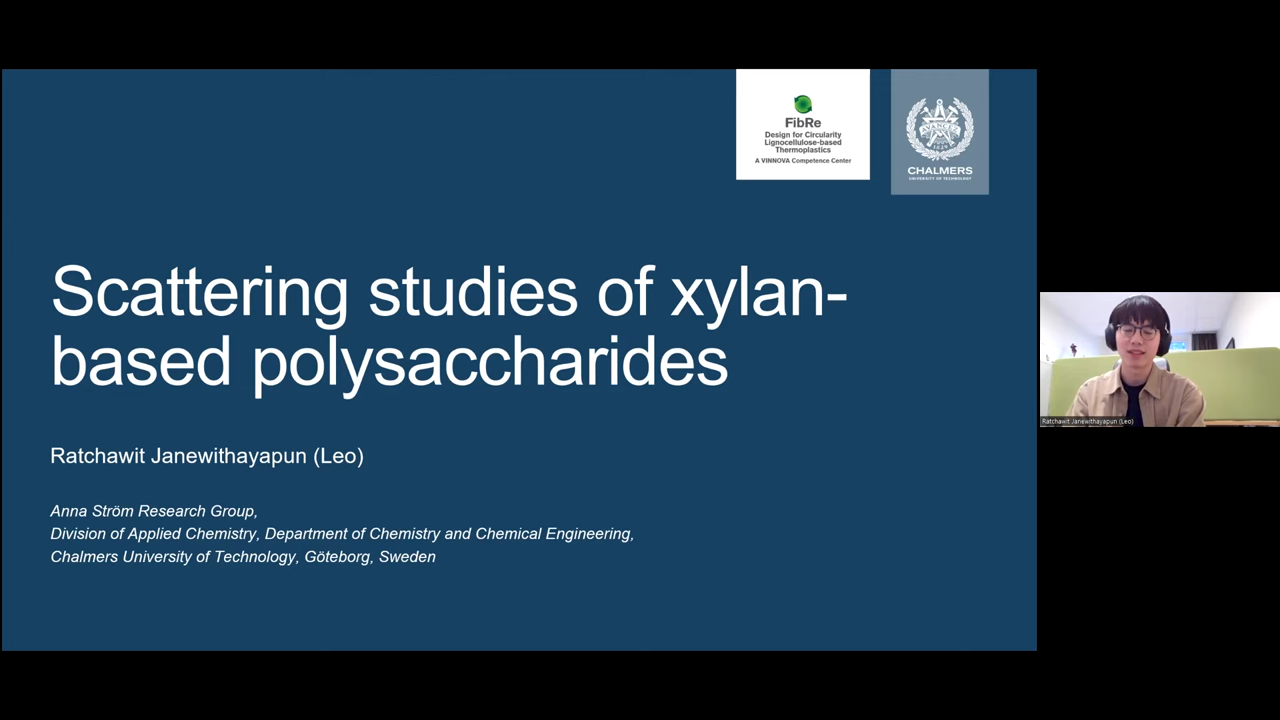 FibRe
Design for Circularity
Lignocellulose-based
Thermoplastics
A VINNOVA Competence Center
AVANCEZ
1829
CHALMERS
UNIVERSITY OF TECHNOLOGY
Scattering studies of xylan-
based polysaccharides
Ratchawit Janewithayapun (Leo)
Anna Ström Research Group,
Division of Applied Chemistry, Department of Chemistry and Chemical Engineering,
Chalmers University of Technology, Göteborg, Sweden
Ratchawit Janewithayapun (Leo)